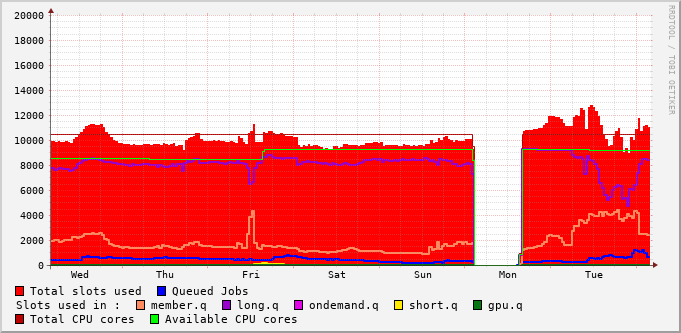 20000
18000
16000
14000
12000
10000
8000
6000
4000
2000
0
Wed Thu Fri Sat Sun Mon Tue
RRDTOOL / TOBI OETIKER
Total slots used Queued Jobs
Slots used in : member.q long.q ondemand.q short.q gpu.q
Total CPU cores Available CPU cores